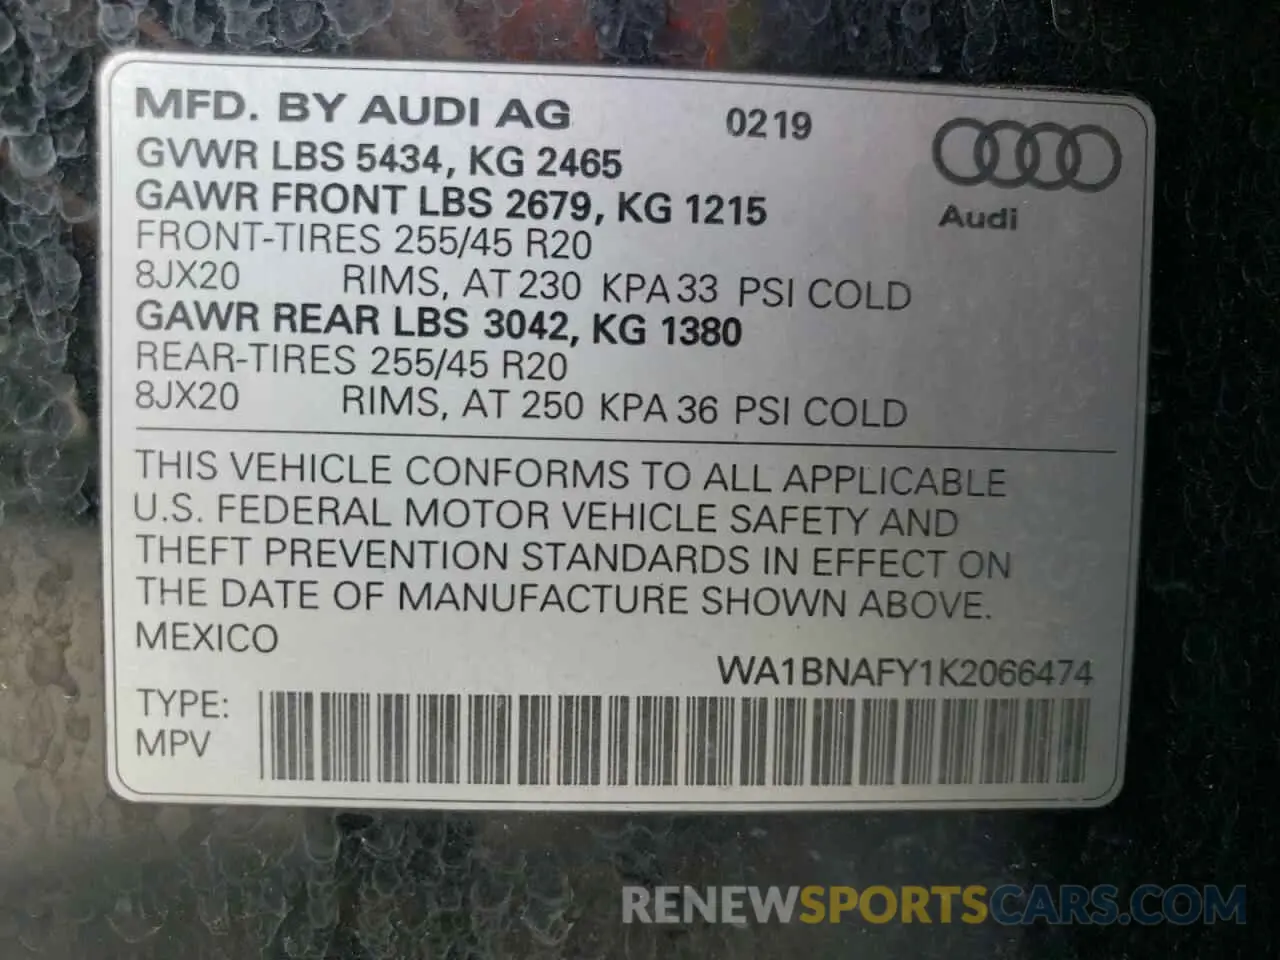 MFD. BY AUDI AG 0219
GVWR LBS 5434, KG 2465
GAWR FRONT LBS 2679, KG 1215
Audi
FRONT-TIRES 255/45 R20
8JX20 RIMS, AT 230 KPA 33 PSI COLD
GAWR REAR LBS 3042, KG 1380
REAR-TIRES 255/45 R20
8JX20 RIMS, AT 250 KPA 36 PSI COLD
THIS VEHICLE CONFORMS TO ALL APPLICABLE
U.S. FEDERAL MOTOR VEHICLE SAFETY AND
THEFT PREVENTION STANDARDS IN EFFECT ON
THE DATE OF MANUFACTURE SHOWN ABOVE.
MEXICO
WA1BNAFY1K2066474
TYPE:
MPV
RENEWSPORTSCARS.COM